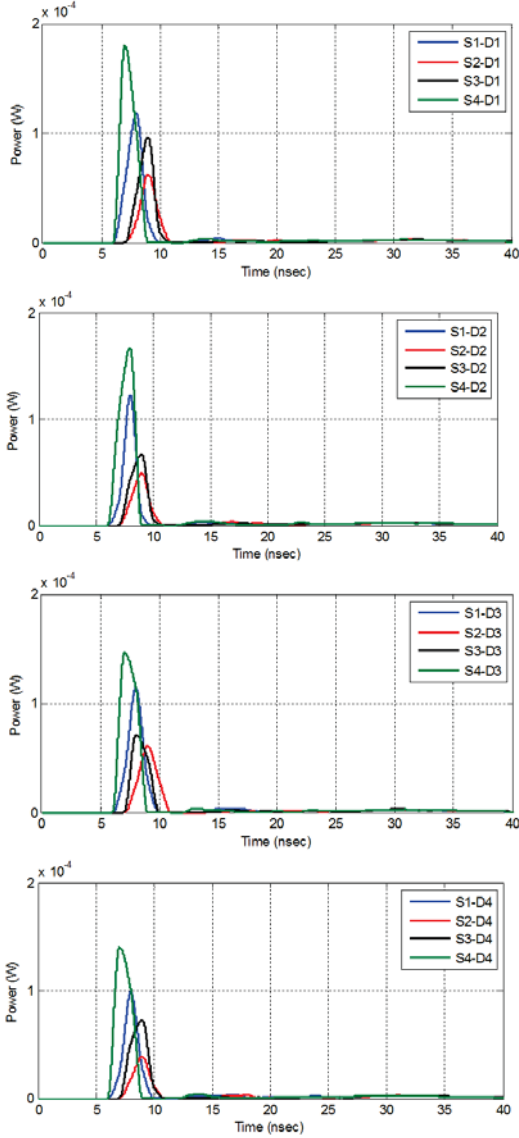 x 10-4
2
1
0
Power (W)
S1-D1
S2-D1
S3-D1
S4-D1
0 5 10 15 20 25 30 35 40
Time (nsec)
x 10-4
2
1
0
Power (W)
S1-D2
S2-D2
S3-D2
S4-D2
0 5 10 15 20 25 30 35 40
Time (nsec)
x 10-4
2
1
0
Power (W)
S1-D3
S2-D3
S3-D3
S4-D3
0 5 10 15 20 25 30 35 40
Time (nsec)
x 10-4
2
1
0
Power (W)
S1-D4
S2-D4
S3-D4
S4-D4
0 5 10 15 20 25 30 35 40
Time (nsec)